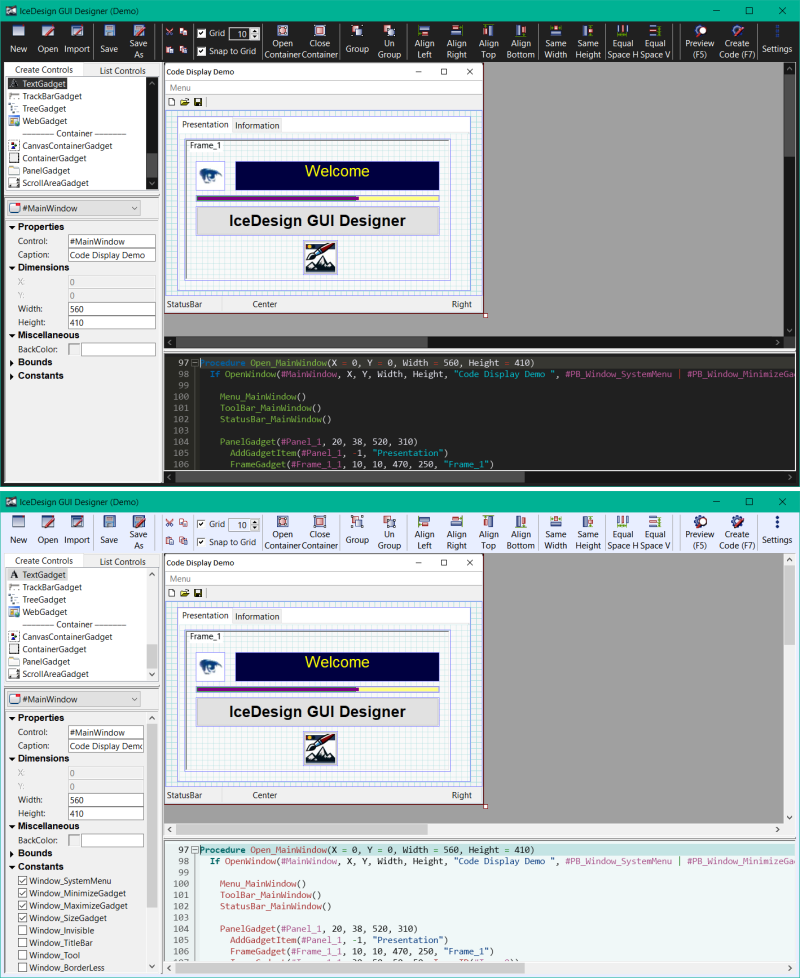 IceDesign GUI Designer (Demo)
New Open Import Save Save As Grid 10 Snap to Grid Open Container Close Container Group Un Group Align Left Align Right Align Top Align Bottom Same Width Same Height Equal Space H Equal Space V Preview (F5) Create Code (F7) Settings
Create Controls List Controls
TextGadget
TrackBarGadget
TreeGadget
WebGadget
-------- Container --------
CanvasContainerGadget
ContainerGadget
PanelGadget
ScrollAreaGadget
#MainWindow
Properties
Control: #MainWindow
Caption: Code Display Demo
Dimensions
X: 0
Y: 0
Width: 560
Height: 410
Miscellaneous
BackColor:
Bounds
Constants
Code Display Demo
Menu
Presentation Information
Frame_1
Welcome
IceDesign GUI Designer
StatusBar Center Right
97 Procedure Open_MainWindow(X = 0, Y = 0, Width = 560, Height = 410)
98 If OpenWindow(#MainWindow, X, Y, Width, Height, "Code Display Demo ", #PB_Window_SystemMenu | #PB_Window_MinimizeGa
99
100 Menu_MainWindow()
101 ToolBar_MainWindow()
102 StatusBar_MainWindow()
103
104 PanelGadget(#Panel_1, 20, 38, 520, 310)
105 AddGadgetItem(#Panel_1, -1, "Presentation")
106 FrameGadget(#Frame_1_1, 10, 10, 470, 250, "Frame_1")
IceDesign GUI Designer (Demo)
New Open Import Save Save As Grid 10 Snap to Grid Open Container Close Container Group Un Group Align Left Align Right Align Top Align Bottom Same Width Same Height Equal Space H Equal Space V Preview (F5) Create Code (F7) Settings
Create Controls List Controls
TextGadget
TrackBarGadget
TreeGadget
WebGadget
-------- Container --------
CanvasContainerGadget
ContainerGadget
PanelGadget
ScrollAreaGadget
#MainWindow
Properties
Control: #MainWindow
Caption: Code Display Demo
Dimensions
X: 0
Y: 0
Width: 560
Height: 410
Miscellaneous
BackColor:
Bounds
Constants
Window_SystemMenu
Window_MinimizeGadget
Window_MaximizeGadget
Window_SizeGadget
Window_Invisible
Window_TitleBar
Window_Tool
Window_BorderLess
Code Display Demo
Menu
Presentation Information
Frame_1
Welcome
IceDesign GUI Designer
StatusBar Center Right
97 Procedure Open_MainWindow(X = 0, Y = 0, Width = 560, Height = 410)
98 If OpenWindow(#MainWindow, X, Y, Width, Height, "Code Display Demo ", #PB_Window_SystemMenu | #PB_Window_MinimizeGa
99
100 Menu_MainWindow()
101 ToolBar_MainWindow()
102 StatusBar_MainWindow()
103
104 PanelGadget(#Panel_1, 20, 38, 520, 310)
105 AddGadgetItem(#Panel_1, -1, "Presentation")
106 FrameGadget(#Frame_1_1, 10, 10, 470, 250, "Frame_1")